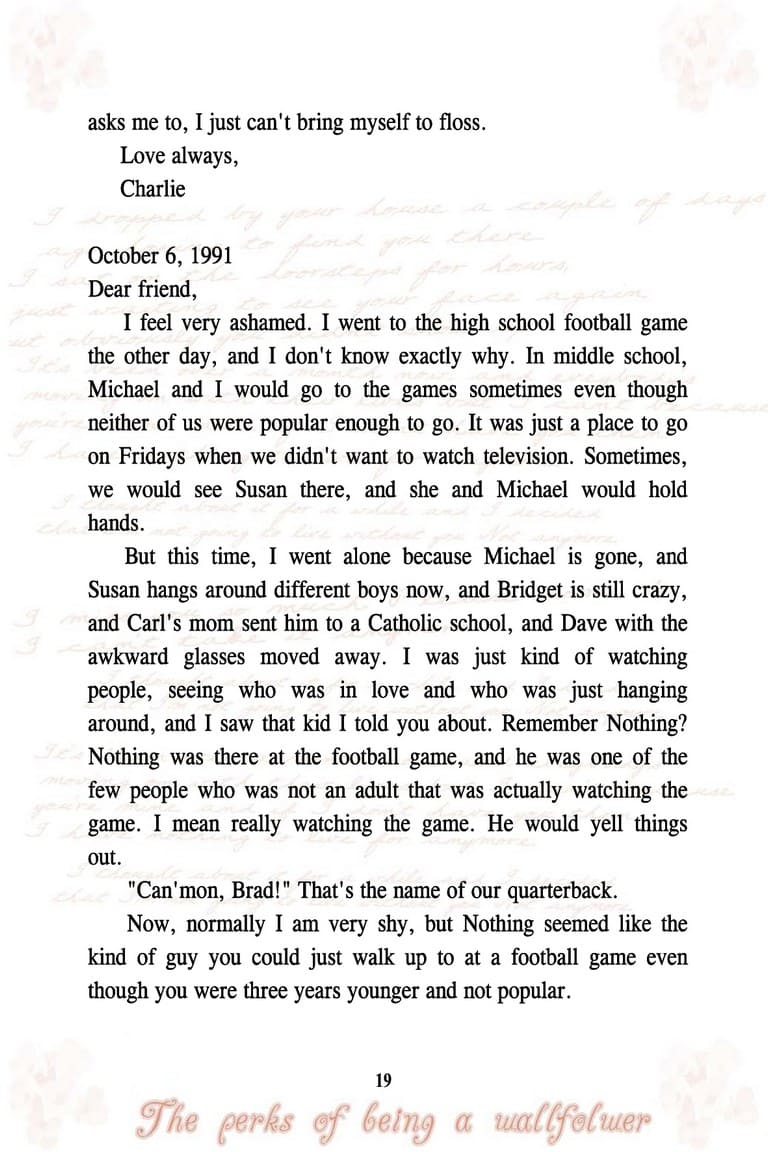 asks me to, I just can't bring myself to floss.
Love always,
Charlie
October 6, 1991
Dear friend,
I feel very ashamed. I went to the high school football game
the other day, and I don't know exactly why. In middle school,
Michael and I would go to the games sometimes even though
neither of us were popular enough to go. It was just a place to go
on Fridays when we didn't want to watch television. Sometimes,
we would see Susan there, and she and Michael would hold
hands.
But this time, I went alone because Michael is gone, and
Susan hangs around different boys now, and Bridget is still crazy,
and Carl's mom sent him to a Catholic school, and Dave with the
awkward glasses moved away. I was just kind of watching
people, seeing who was in love and who was just hanging
around, and I saw that kid I told you about. Remember Nothing?
Nothing was there at the football game, and he was one of the
few people who was not an adult that was actually watching the
game. I mean really watching the game. He would yell things
out.
"Can'mon, Brad!" That's the name of our quarterback.
Now, normally I am very shy, but Nothing seemed like the
kind of guy you could just walk up to at a football game even
though you were three years younger and not popular.
19
The perks of being a wallfolwer